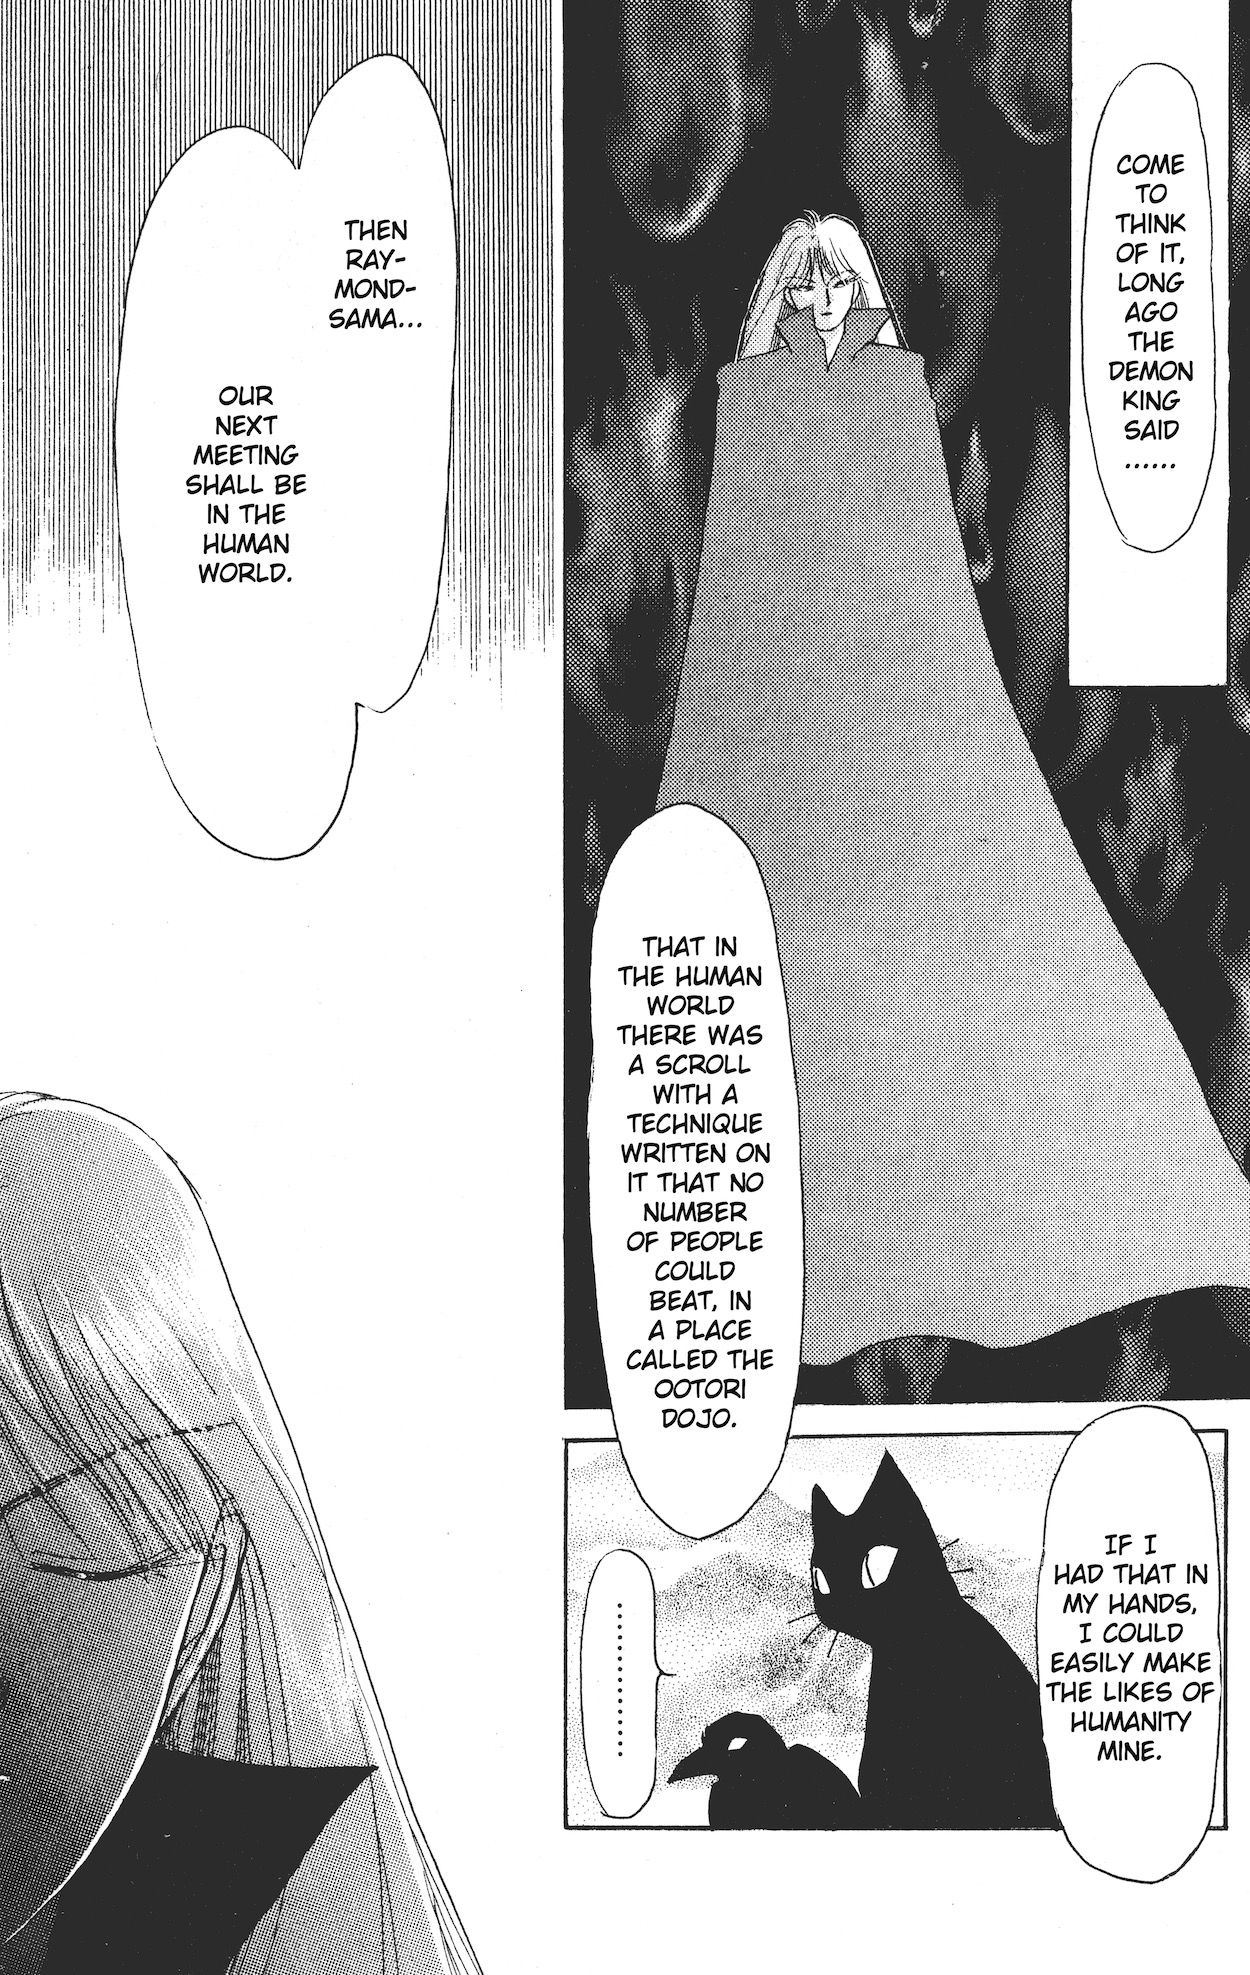 COME
TO
THINK
OF IT,
LONG
AGO
THE
DEMON
KING
SAID
......
THAT IN
THE HUMAN
WORLD
THERE WAS
A SCROLL
WITH A
TECHNIQUE
WRITTEN ON
IT THAT NO
NUMBER
OF PEOPLE
COULD
BEAT, IN
A PLACE
CALLED THE
OOTORI
DOJO.
IF I
HAD THAT IN
MY HANDS,
I COULD
EASILY MAKE
THE LIKES OF
HUMANITY
MINE.
...........
THEN
RAY-
MOND-
SAMA...
OUR
NEXT
MEETING
SHALL BE
IN THE
HUMAN
WORLD.